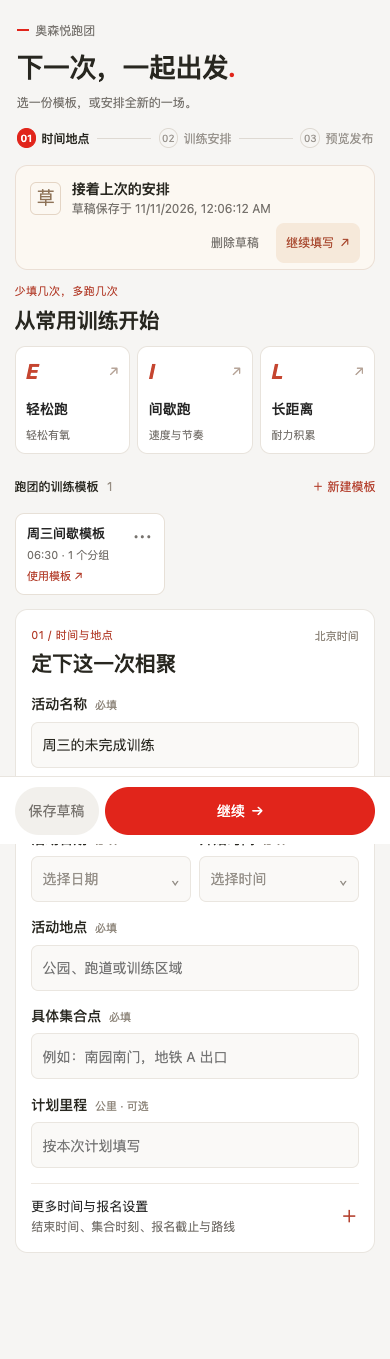 奥森悦跑团
下一次，一起出发.
选一份模板，或安排全新的一场。
01 时间地点 02 训练安排 03 预览发布
草
接着上次的安排
草稿保存于 11/11/2026, 12:06:12 AM
删除草稿 继续填写 ↗
少填几次，多跑几次
从常用训练开始
E ↗ I ↗ L ↗
轻松跑 间歇跑 长距离
轻松有氧 速度与节奏 耐力积累
跑团的训练模板 1 + 新建模板
周三间歇模板 ···
06:30 · 1 个分组
使用模板 ↗
01 / 时间与地点 北京时间
定下这一次相聚
活动名称 必填
周三的未完成训练
保存草稿 继续 →
选择日期 选择时间
活动地点 必填
公园、跑道或训练区域
具体集合点 必填
例如：南园南门，地铁 A 出口
计划里程 公里 · 可选
按本次计划填写
更多时间与报名设置 +
结束时间、集合时刻、报名截止与路线